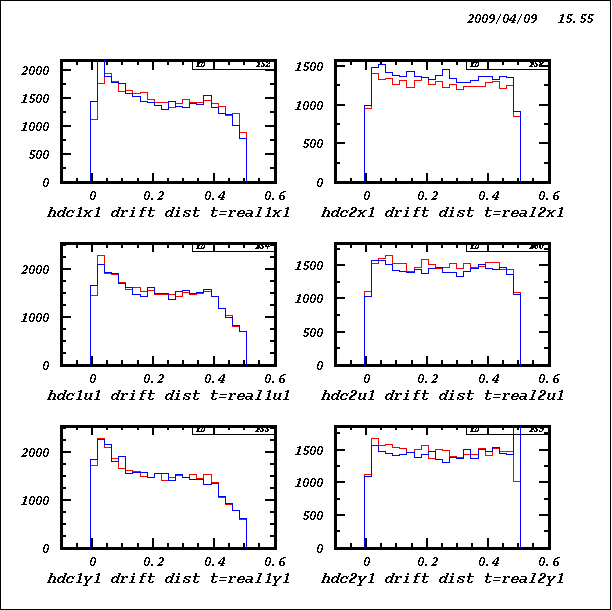 2009/04/09 15.55
2000
1500
1000
500
0
0 0.2 0.4 0.6
hdc1x1 drift dist t=real1x1
1500
1000
500
0
0 0.2 0.4 0.6
hdc2x1 drift dist t=real2x1
2000
1000
0
0 0.2 0.4 0.6
hdc1u1 drift dist t=real1u1
1500
1000
500
0
0 0.2 0.4 0.6
hdc2u1 drift dist t=real2u1
2000
1000
0
0 0.2 0.4 0.6
hdc1y1 drift dist t=real1y1
1500
1000
500
0
0 0.2 0.4 0.6
hdc2y1 drift dist t=real2y1